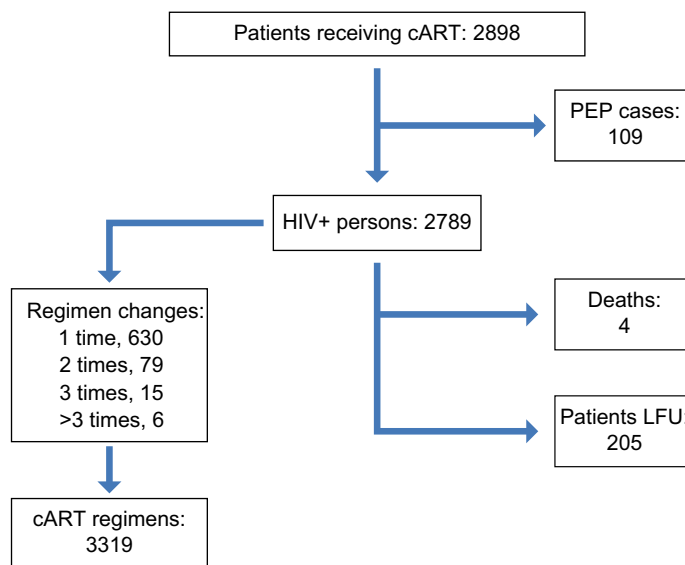 Patients receiving cART: 2898
PEP cases:
109
HIV+ persons: 2789
Regimen changes:
1 time, 630
2 times, 79
3 times, 15
>3 times, 6
Deaths:
4
Patients LFU:
205
cART regimens:
3319